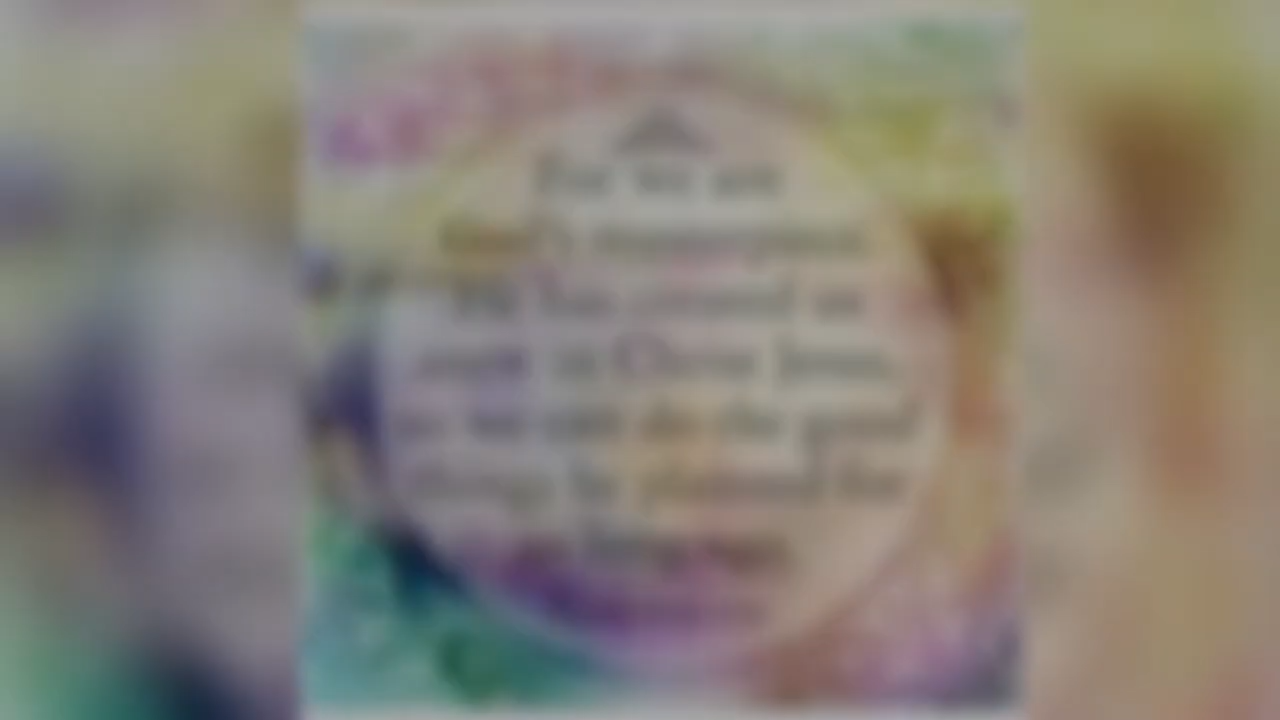 For we are
God's masterpiece
He has created us
anew in Christ Jesus,
so we can do the good
things he planned for
us long ago.